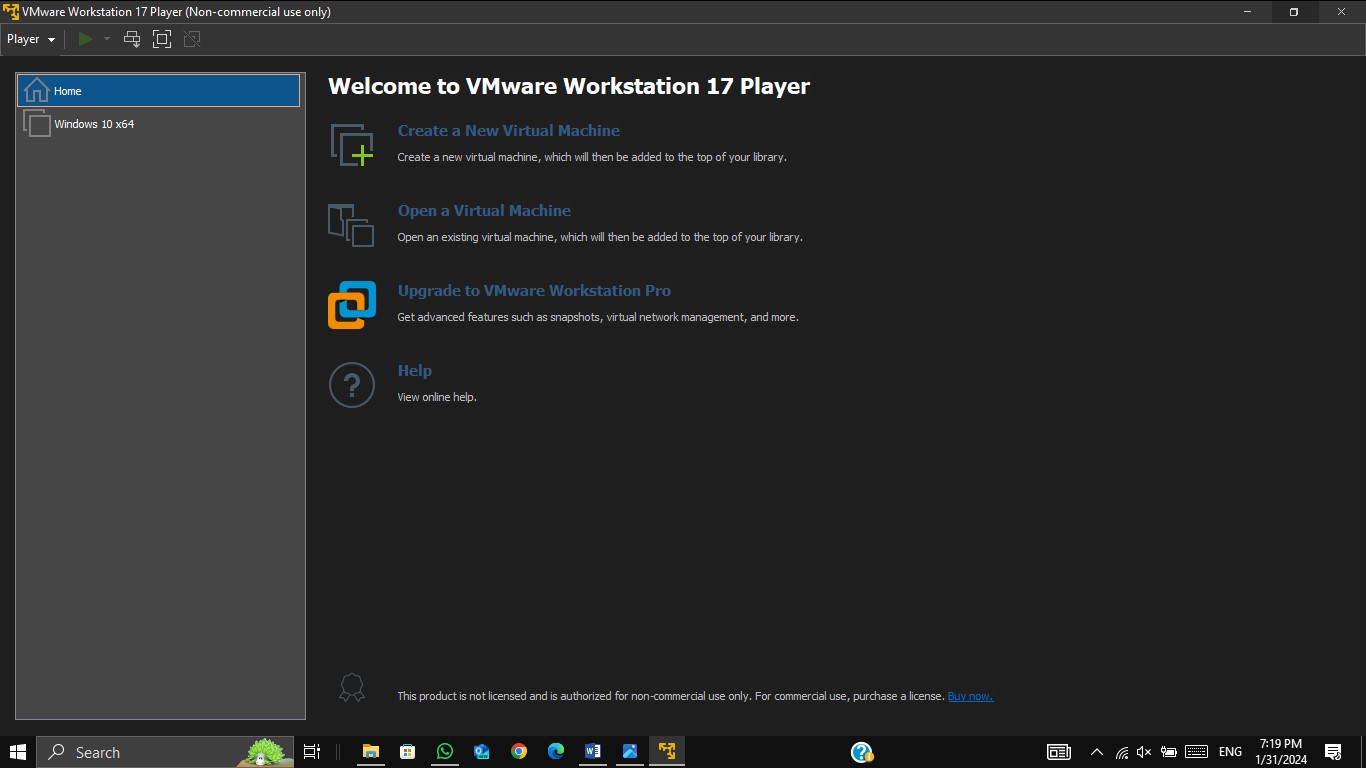 VMware Workstation 17 Player (Non-commercial use only)
Player
Home
Windows 10 x64
Welcome to VMware Workstation 17 Player
Create a New Virtual Machine
Create a new virtual machine, which will then be added to the top of your library.
Open a Virtual Machine
Open an existing virtual machine, which will then be added to the top of your library.
Upgrade to VMware Workstation Pro
Get advanced features such as snapshots, virtual network management, and more.
Help
View online help.
This product is not licensed and is authorized for non-commercial use only. For commercial use, purchase a license. Buy now.
Search
ENG
7:19 PM
1/31/2024